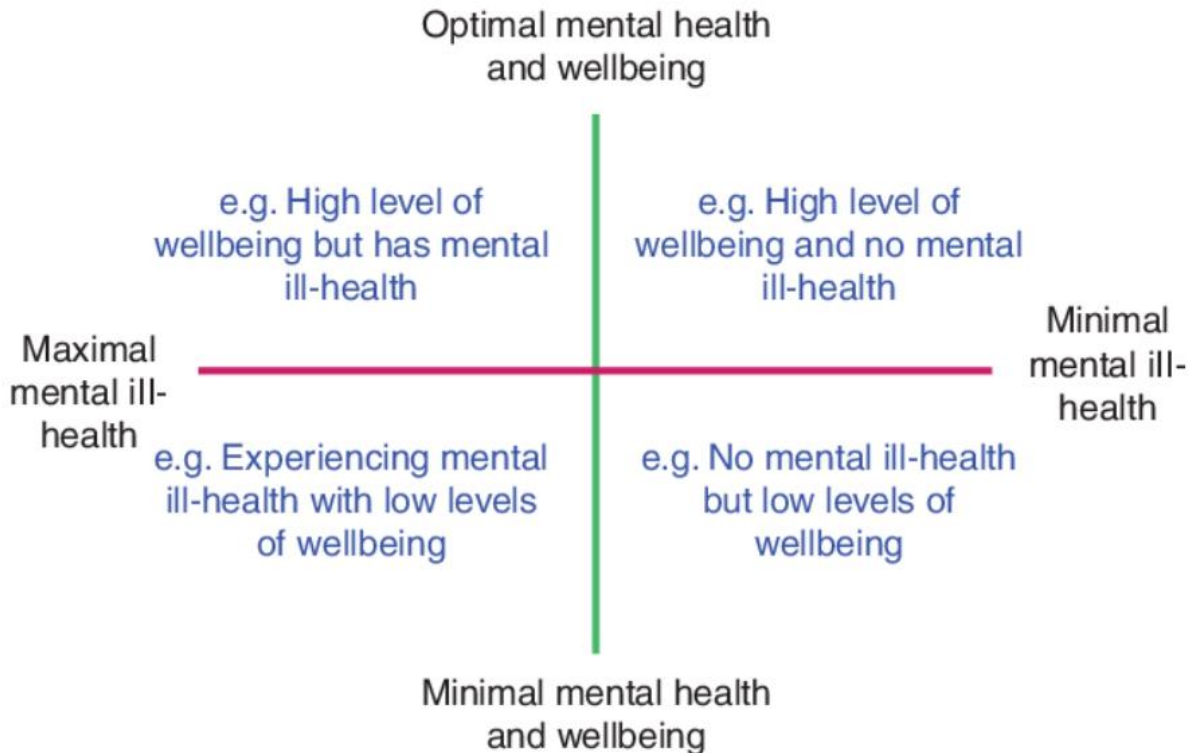 Optimal mental health
and wellbeing
e.g. High level of
wellbeing but has mental
ill-health
e.g. High level of
wellbeing and no mental
ill-health
Maximal
mental ill-
health
Minimal
mental ill-
health
e.g. Experiencing mental
ill-health with low levels
of wellbeing
e.g. No mental ill-health
but low levels of
wellbeing
Minimal mental health
and wellbeing